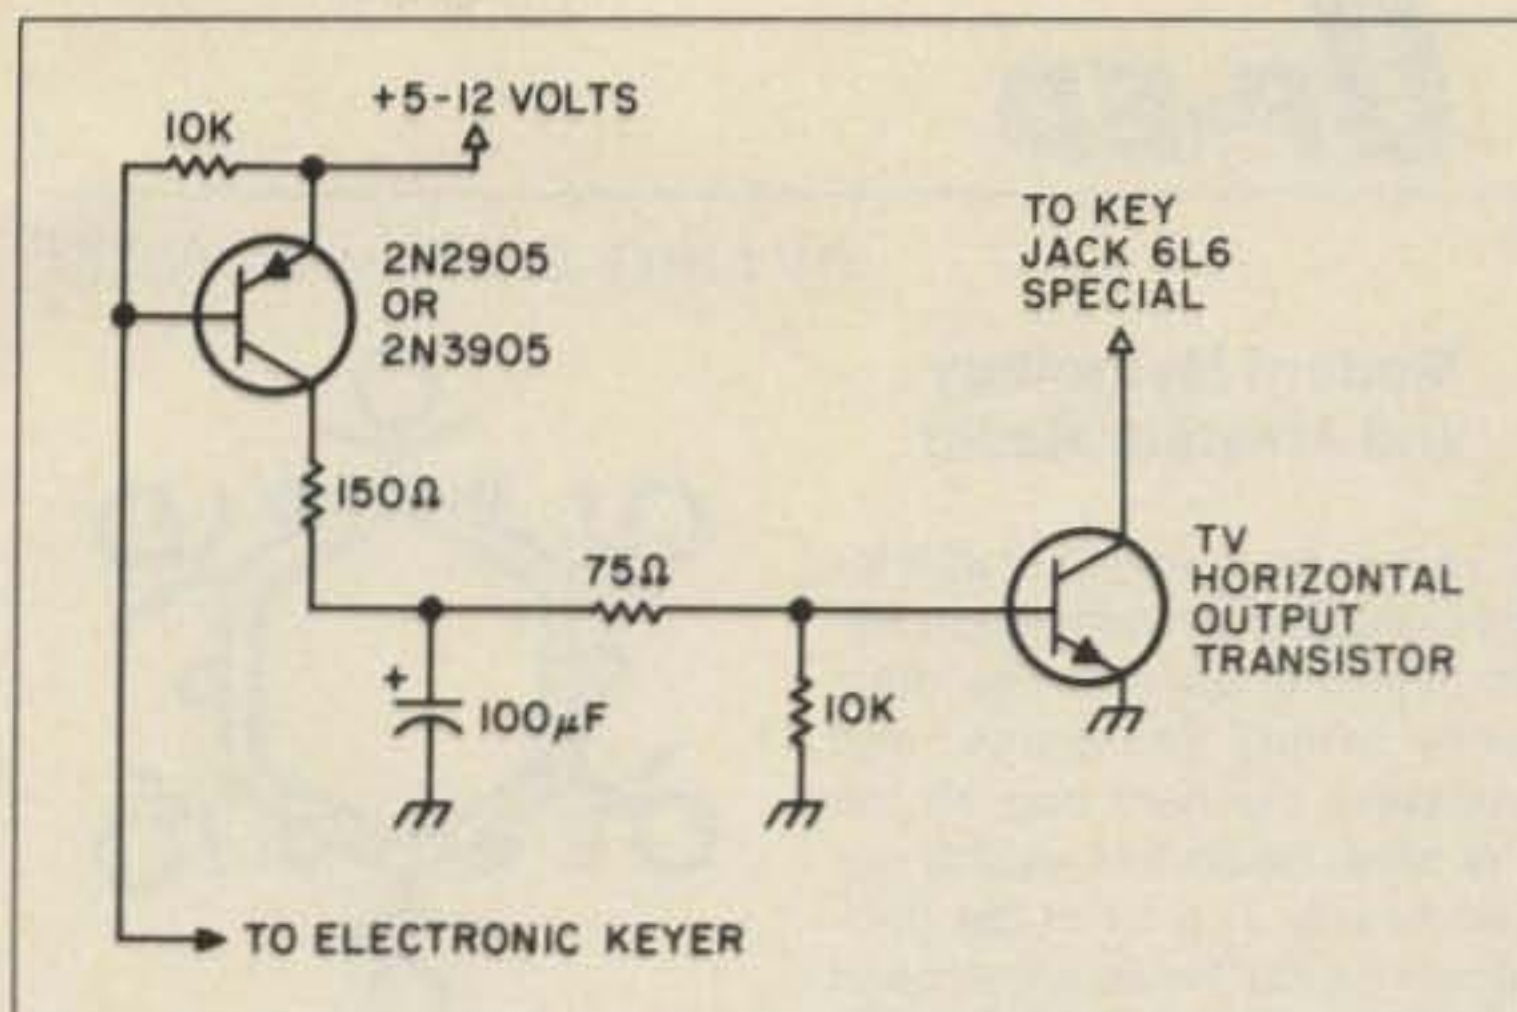 +5-12 VOLTS
10K
2N2905
OR
2N3905
TO KEY
JACK 6L6
SPECIAL
150Ω
75Ω
TV
HORIZONTAL
OUTPUT
TRANSISTOR
+
100µF
10K
TO ELECTRONIC KEYER